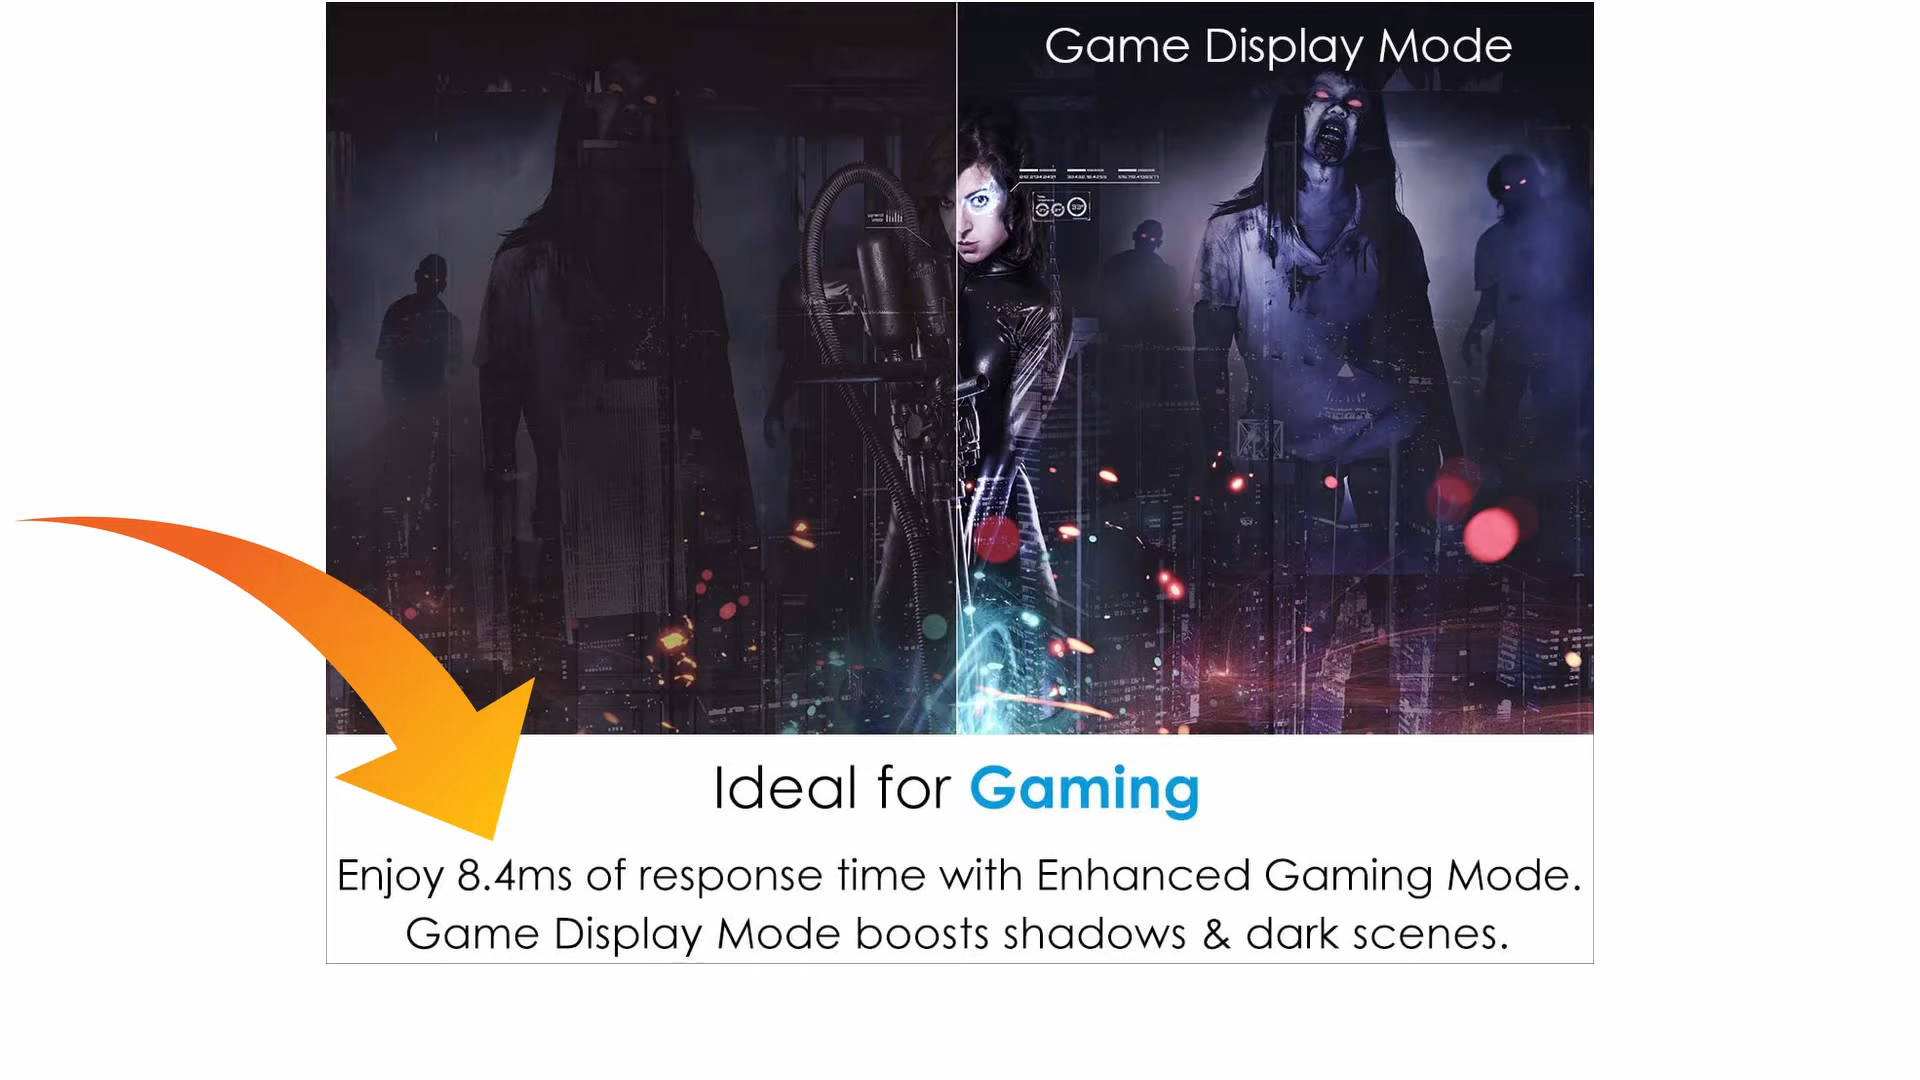 Game Display Mode
Ideal for Gaming
Enjoy 8.4ms of response time with Enhanced Gaming Mode.
Game Display Mode boosts shadows & dark scenes.